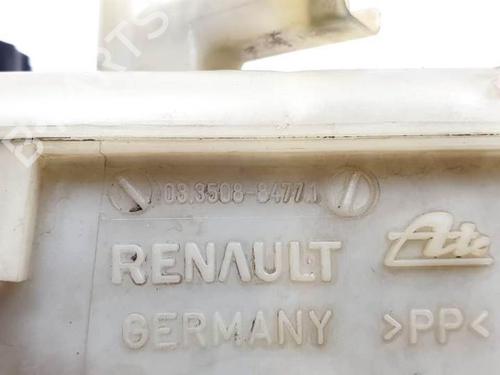 03.3508-8477.1
RENAULT
Ate
GERMANY
>PP<